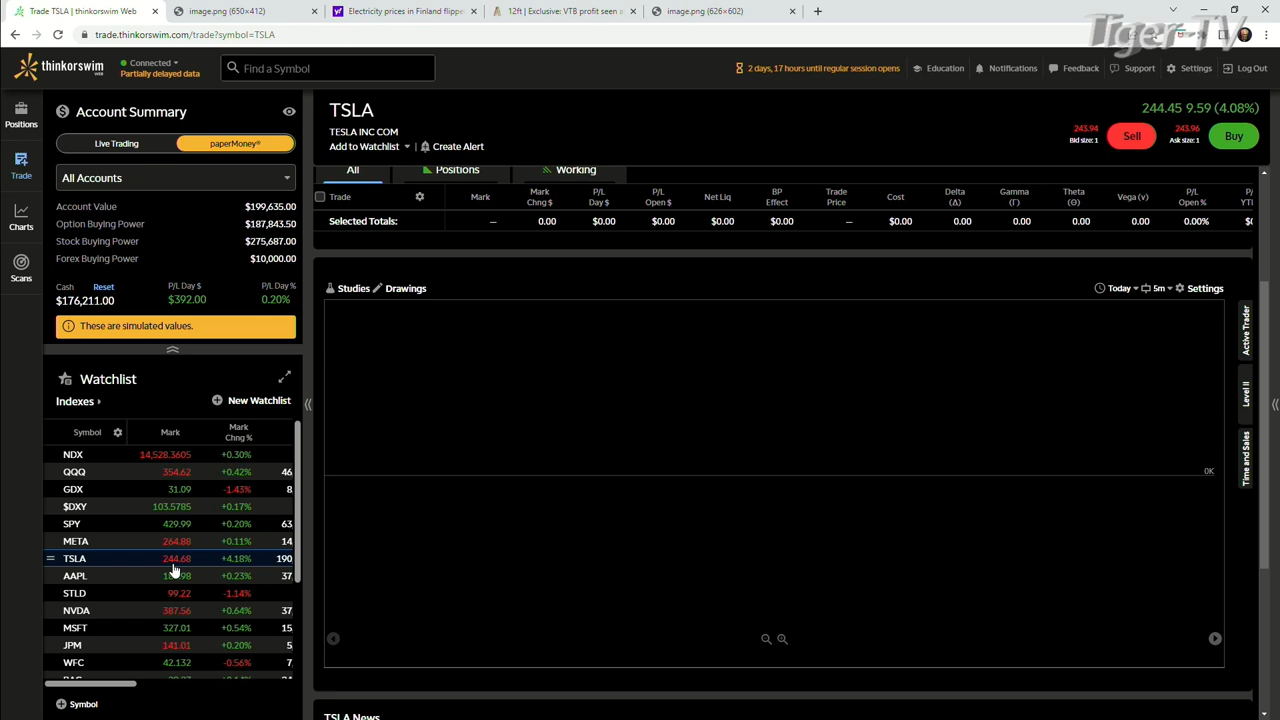 Trade TSLA | thinkorswim Web
image.png (650×412)
Electricity prices in Finland flippe
12ft | Exclusive: VTB profit seen a
image.png (626×602)
Tiger-TV
trade.thinkorswim.com/trade?symbol=TSLA
thinkorswim WEB
Connected
Partially delayed data
Find a Symbol
2 days, 17 hours until regular session opens
Education
Notifications
Feedback
Support
Settings
Log Out
Positions
Trade
Charts
Scans
Account Summary
Live Trading
paperMoney®
All Accounts
Account Value $199,635.00
Option Buying Power $187,843.50
Stock Buying Power $275,687.00
Forex Buying Power $10,000.00
Cash Reset P/L Day $ P/L Day %
$176,211.00 $392.00 0.20%
These are simulated values.
Watchlist
Indexes
New Watchlist
Symbol Mark Mark Chng %
NDX 14,528.3605 +0.30%
QQQ 354.62 +0.42% 46
GDX 31.09 -1.43% 8
$DXY 103.5785 +0.17%
SPY 429.99 +0.20% 63
META 264.88 +0.11% 14
TSLA 244.68 +4.18% 190
AAPL +0.23% 37
STLD 99.22 -1.14%
NVDA 387.56 +0.64% 37
MSFT 327.01 +0.54% 15
JPM 141.01 +0.20% 5
WFC 42.132 -0.56% 7
Symbol
TSLA
TESLA INC COM
Add to Watchlist | Create Alert
244.45 9.59 (4.08%)
243.94
Bid size: 1
Sell
243.96
Ask size: 1
Buy
All Positions Working
Trade Mark Mark Chng $ P/L Day $ P/L Open $ Net Liq BP Effect Trade Price Cost Delta (Δ) Gamma (Γ) Theta (Θ) Vega (v) P/L Open % P/ YTI
Selected Totals: — 0.00 $0.00 $0.00 $0.00 $0.00 — $0.00 0.00 0.00 0.00 0.00 0.00% $0
Studies Drawings
Today 5m Settings
0K
Active Trader
Level II
Time and Sales
TSLA News